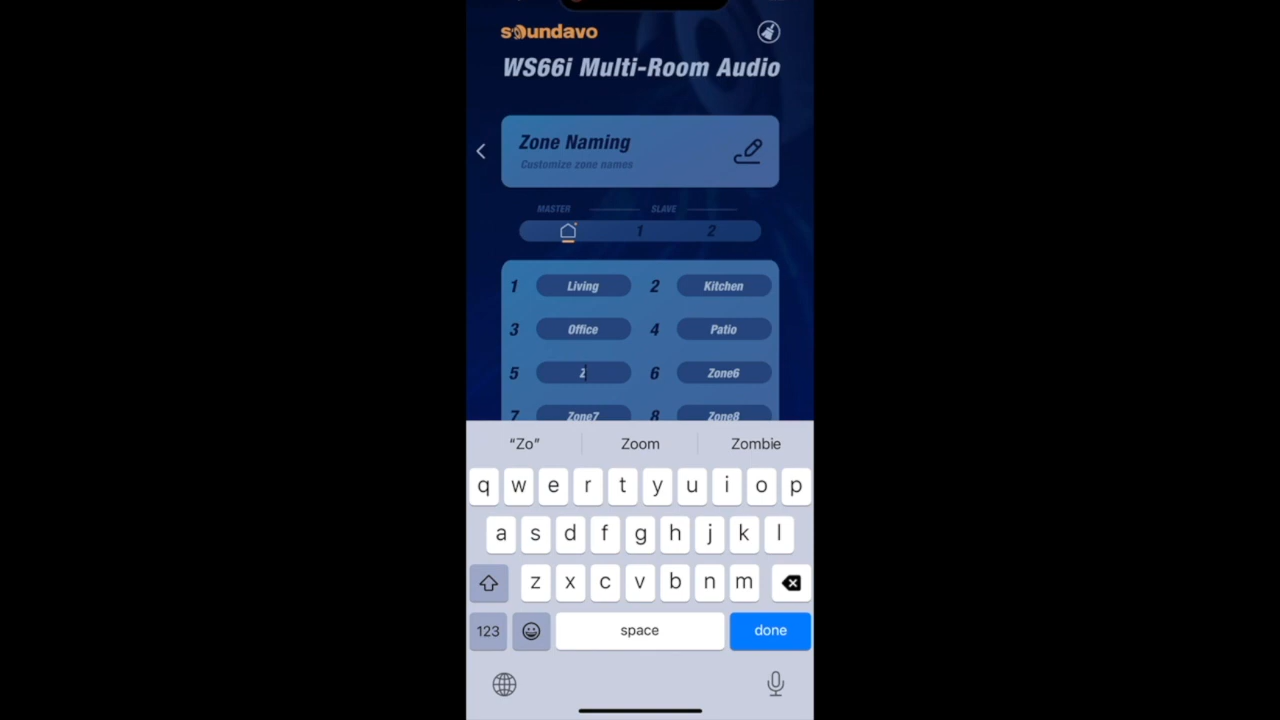 soundavo
WS66i Multi-Room Audio
Zone Naming
Customize zone names
MASTER SLAVE
1 2
1 Living 2 Kitchen
3 Office 4 Patio
5 Z 6 Zone6
7 Zone7 8 Zone8
“Zo” Zoom Zombie
q w e r t y u i o p
a s d f g h j k l
z x c v b n m
123 space done